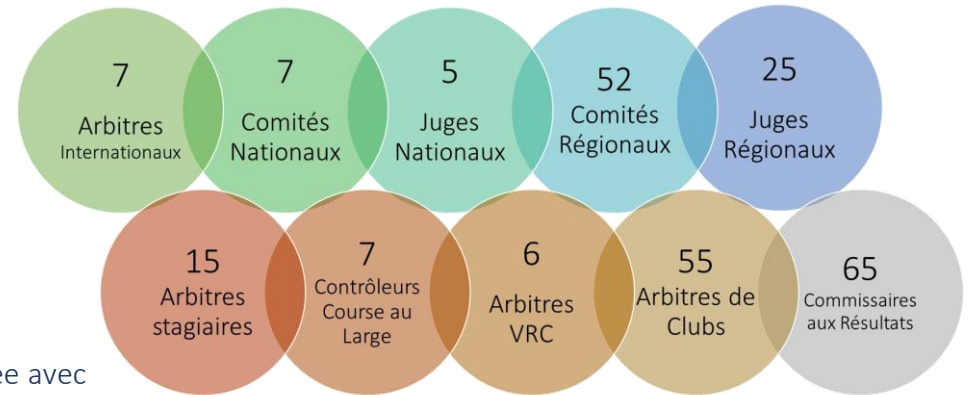 7
Arbitres
Internationaux
7
Comités
Nationaux
5
Juges
Nationaux
52
Comités
Régionaux
25
Juges
Régionaux
15
Arbitres
stagiaires
7
Contrôleurs
Course au
Large
6
Arbitres
VRC
55
Arbitres de
Clubs
65
Commissaires
aux Résultats
avec